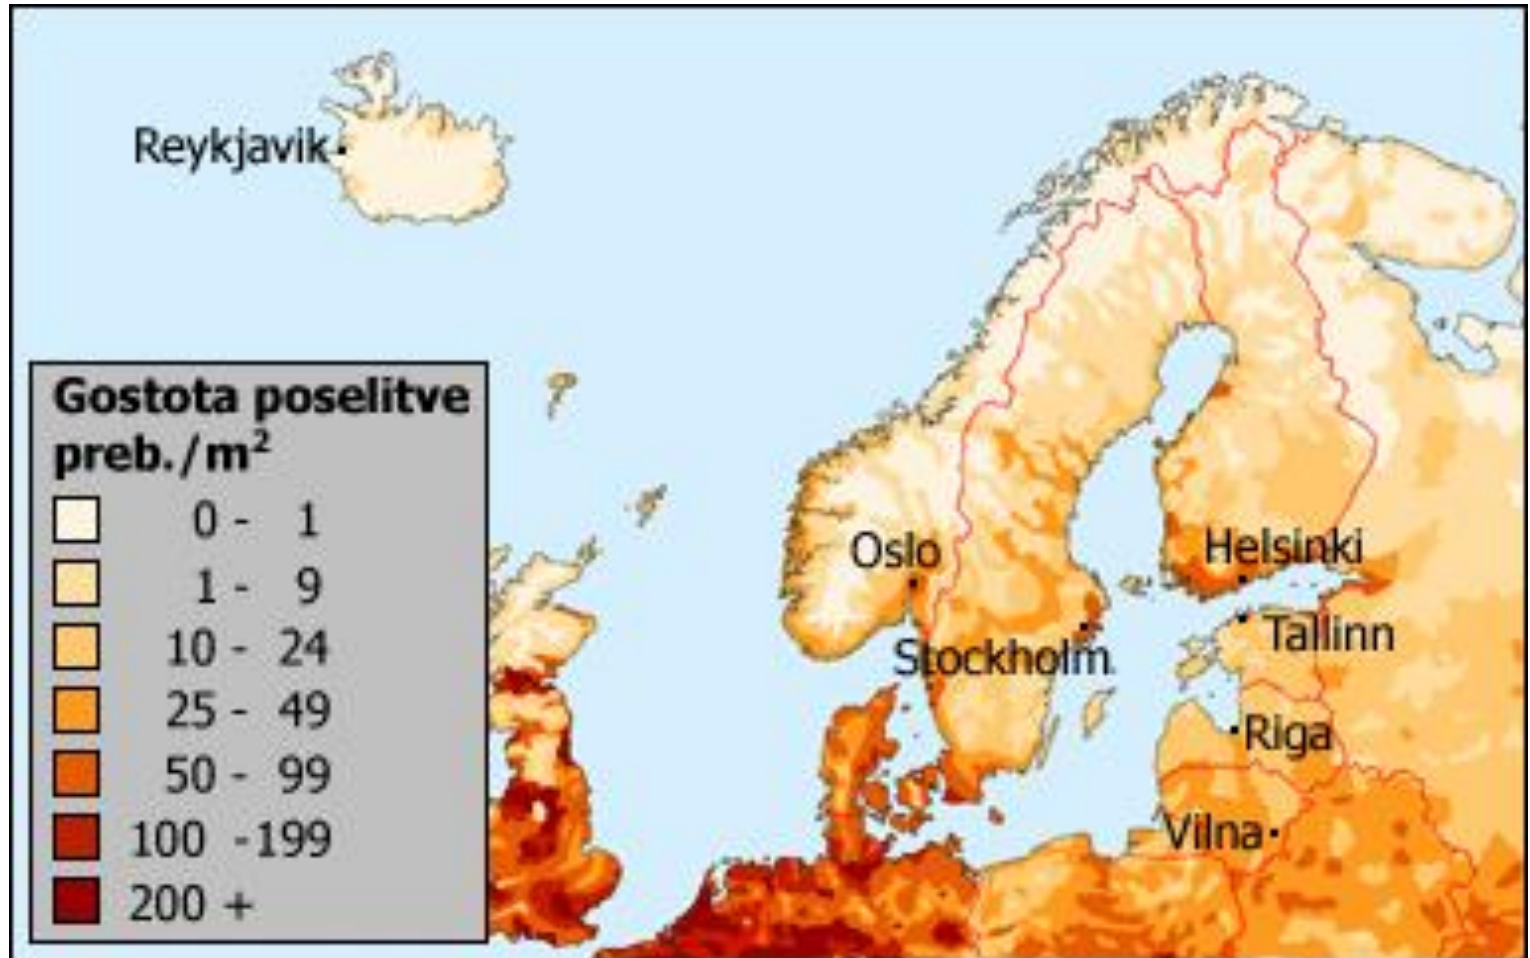 Reykjavik
Gostota poselitve
preb./m²
0 - 1
1 - 9
10 - 24
25 - 49
50 - 99
100 -199
200 +
Oslo
Helsinki
Stockholm
Tallinn
Riga
Vilna